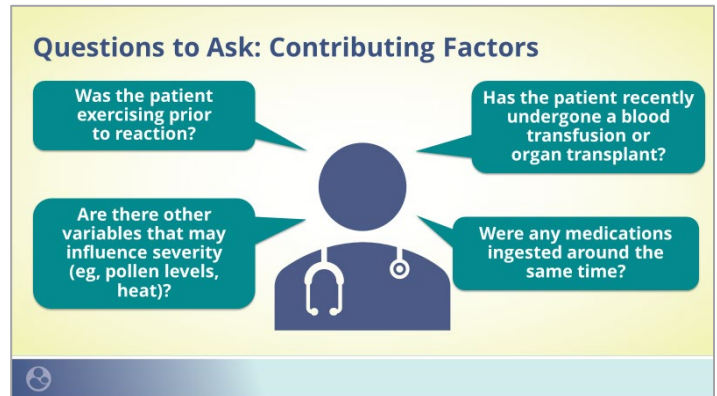 Questions to Ask: Contributing Factors
Was the patient
exercising prior
to reaction?
Has the patient recently
undergone a blood
transfusion or
organ transplant?
Are there other
variables that may
influence severity
(eg, pollen levels,
heat)?
Were any medications
ingested around the
same time?